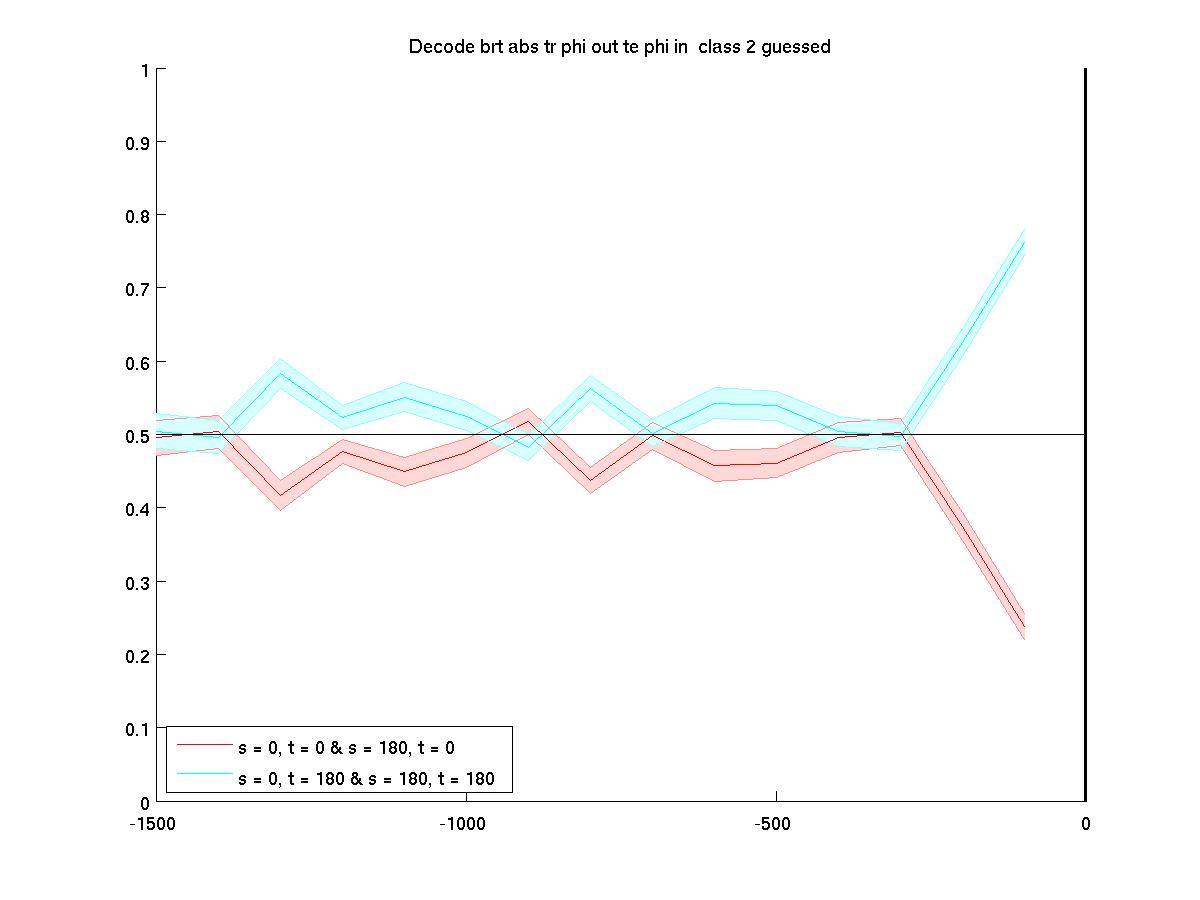 Decode brt abs tr phi out te phi in  class 2 guessed
1
0.9
0.8
0.7
0.6
0.5
0.4
0.3
0.2
0.1
0
s = 0, t = 0 & s = 180, t = 0
s = 0, t = 180 & s = 180, t = 180
-1500 -1000 -500 0